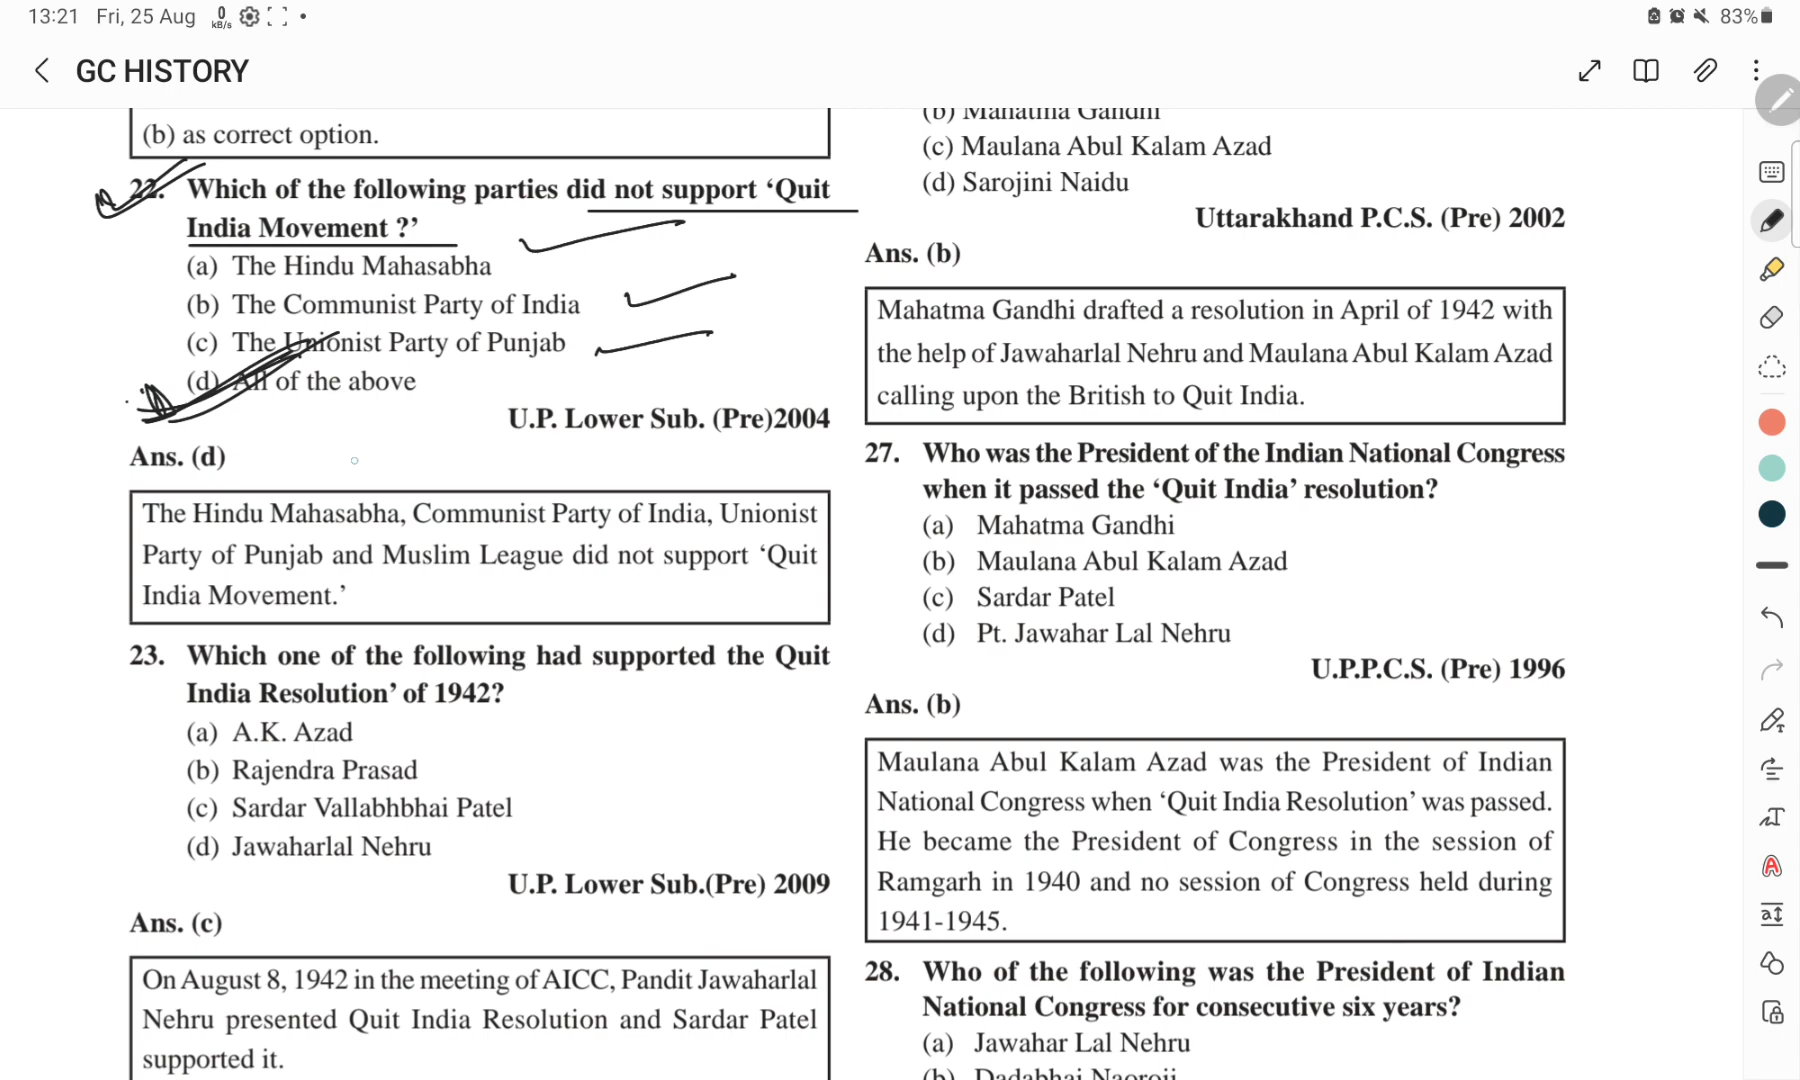 13:21 Fri, 25 Aug 0 kB/s 83%
GC HISTORY
(b) as correct option.
22. Which of the following parties did not support ‘Quit
India Movement ?’
(a) The Hindu Mahasabha
(b) The Communist Party of India
(c) The Unionist Party of Punjab
(d) All of the above
U.P. Lower Sub. (Pre)2004
Ans. (d)
The Hindu Mahasabha, Communist Party of India, Unionist
Party of Punjab and Muslim League did not support ‘Quit
India Movement.’
23. Which one of the following had supported the Quit
India Resolution’ of 1942?
(a) A.K. Azad
(b) Rajendra Prasad
(c) Sardar Vallabhbhai Patel
(d) Jawaharlal Nehru
U.P. Lower Sub.(Pre) 2009
Ans. (c)
On August 8, 1942 in the meeting of AICC, Pandit Jawaharlal
Nehru presented Quit India Resolution and Sardar Patel
supported it.
(b) Mahatma Gandhi
(c) Maulana Abul Kalam Azad
(d) Sarojini Naidu
Uttarakhand P.C.S. (Pre) 2002
Ans. (b)
Mahatma Gandhi drafted a resolution in April of 1942 with
the help of Jawaharlal Nehru and Maulana Abul Kalam Azad
calling upon the British to Quit India.
27. Who was the President of the Indian National Congress
when it passed the ‘Quit India’ resolution?
(a) Mahatma Gandhi
(b) Maulana Abul Kalam Azad
(c) Sardar Patel
(d) Pt. Jawahar Lal Nehru
U.P.P.C.S. (Pre) 1996
Ans. (b)
Maulana Abul Kalam Azad was the President of Indian
National Congress when ‘Quit India Resolution’ was passed.
He became the President of Congress in the session of
Ramgarh in 1940 and no session of Congress held during
1941-1945.
28. Who of the following was the President of Indian
National Congress for consecutive six years?
(a) Jawahar Lal Nehru
(b) Dadabhai Naoroji